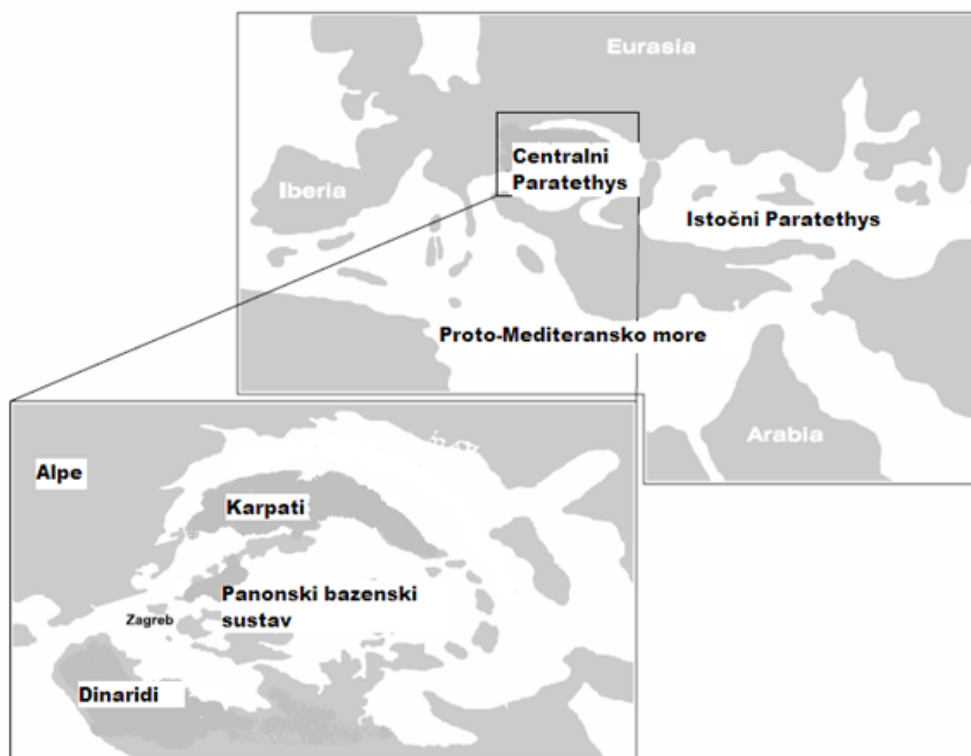 Eurasia
Centralni
Paratethys
Iberia
Istočni Paratethys
Proto-Mediteransko more
Arabia
Alpe
Karpati
Panonski bazenski
sustav
Zagreb
Dinaridi